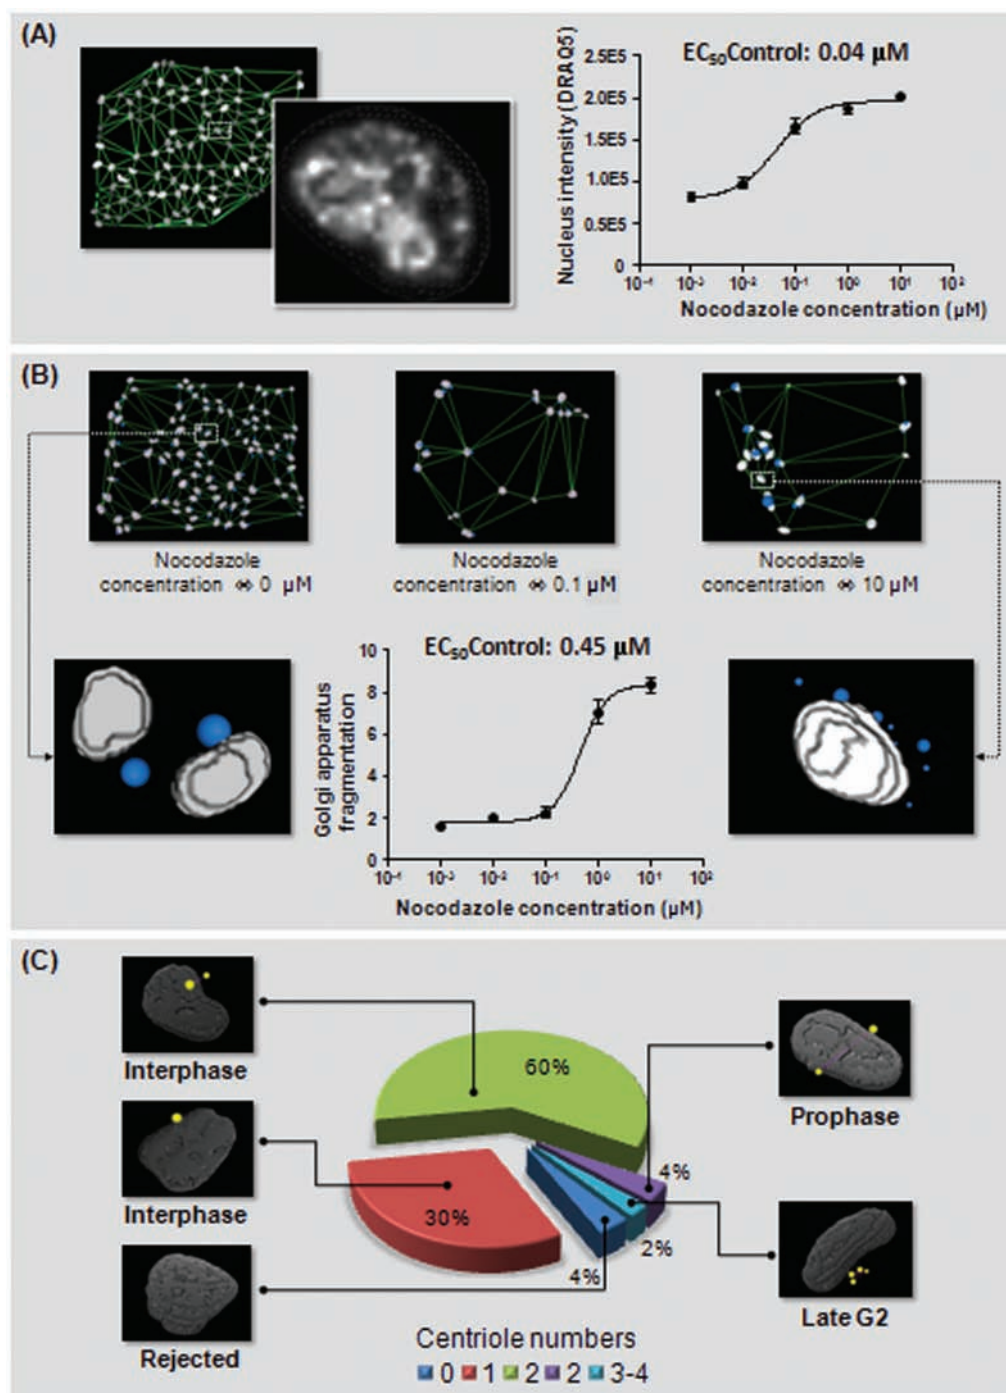 (A)
EC₅₀Control: 0.04 µM
Nucleus intensity (DRAQ5)
2.5E5
2.0E5
1.5E5
1.0E5
0.5E5
0
10⁻⁴ 10⁻³ 10⁻² 10⁻¹ 10⁰ 10¹ 10²
Nocodazole concentration (µM)
(B)
Nocodazole
concentration ⇔ 0 µM
Nocodazole
concentration ⇔ 0.1 µM
Nocodazole
concentration ⇔ 10 µM
EC₅₀Control: 0.45 µM
Golgi apparatus
fragmentation
10
8
6
4
2
0
10⁻⁴ 10⁻³ 10⁻² 10⁻¹ 10⁰ 10¹ 10²
Nocodazole concentration (µM)
(C)
Interphase
60%
Prophase
Interphase
30%
4%
2%
4%
Rejected
Late G2
Centriole numbers
0 1 2 2 3-4